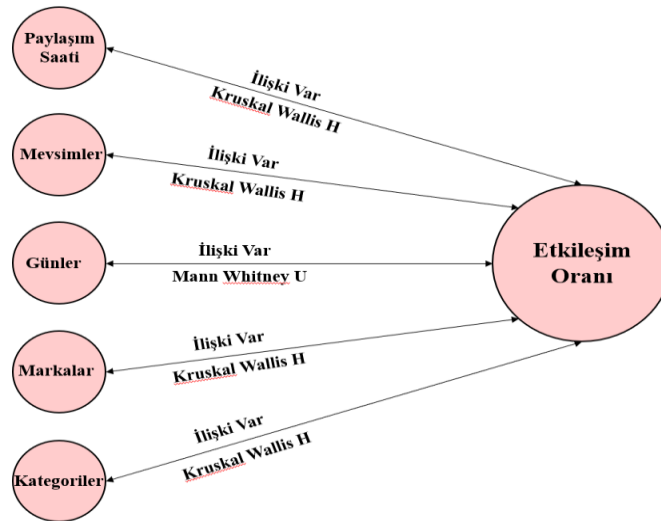 Paylaşım
Saati
İlişki Var
Kruskal Wallis H
Mevsimler
İlişki Var
Kruskal Wallis H
Günler
İlişki Var
Mann Whitney U
Etkileşim
Oranı
Markalar
İlişki Var
Kruskal Wallis H
Kategoriler
İlişki Var
Kruskal Wallis H